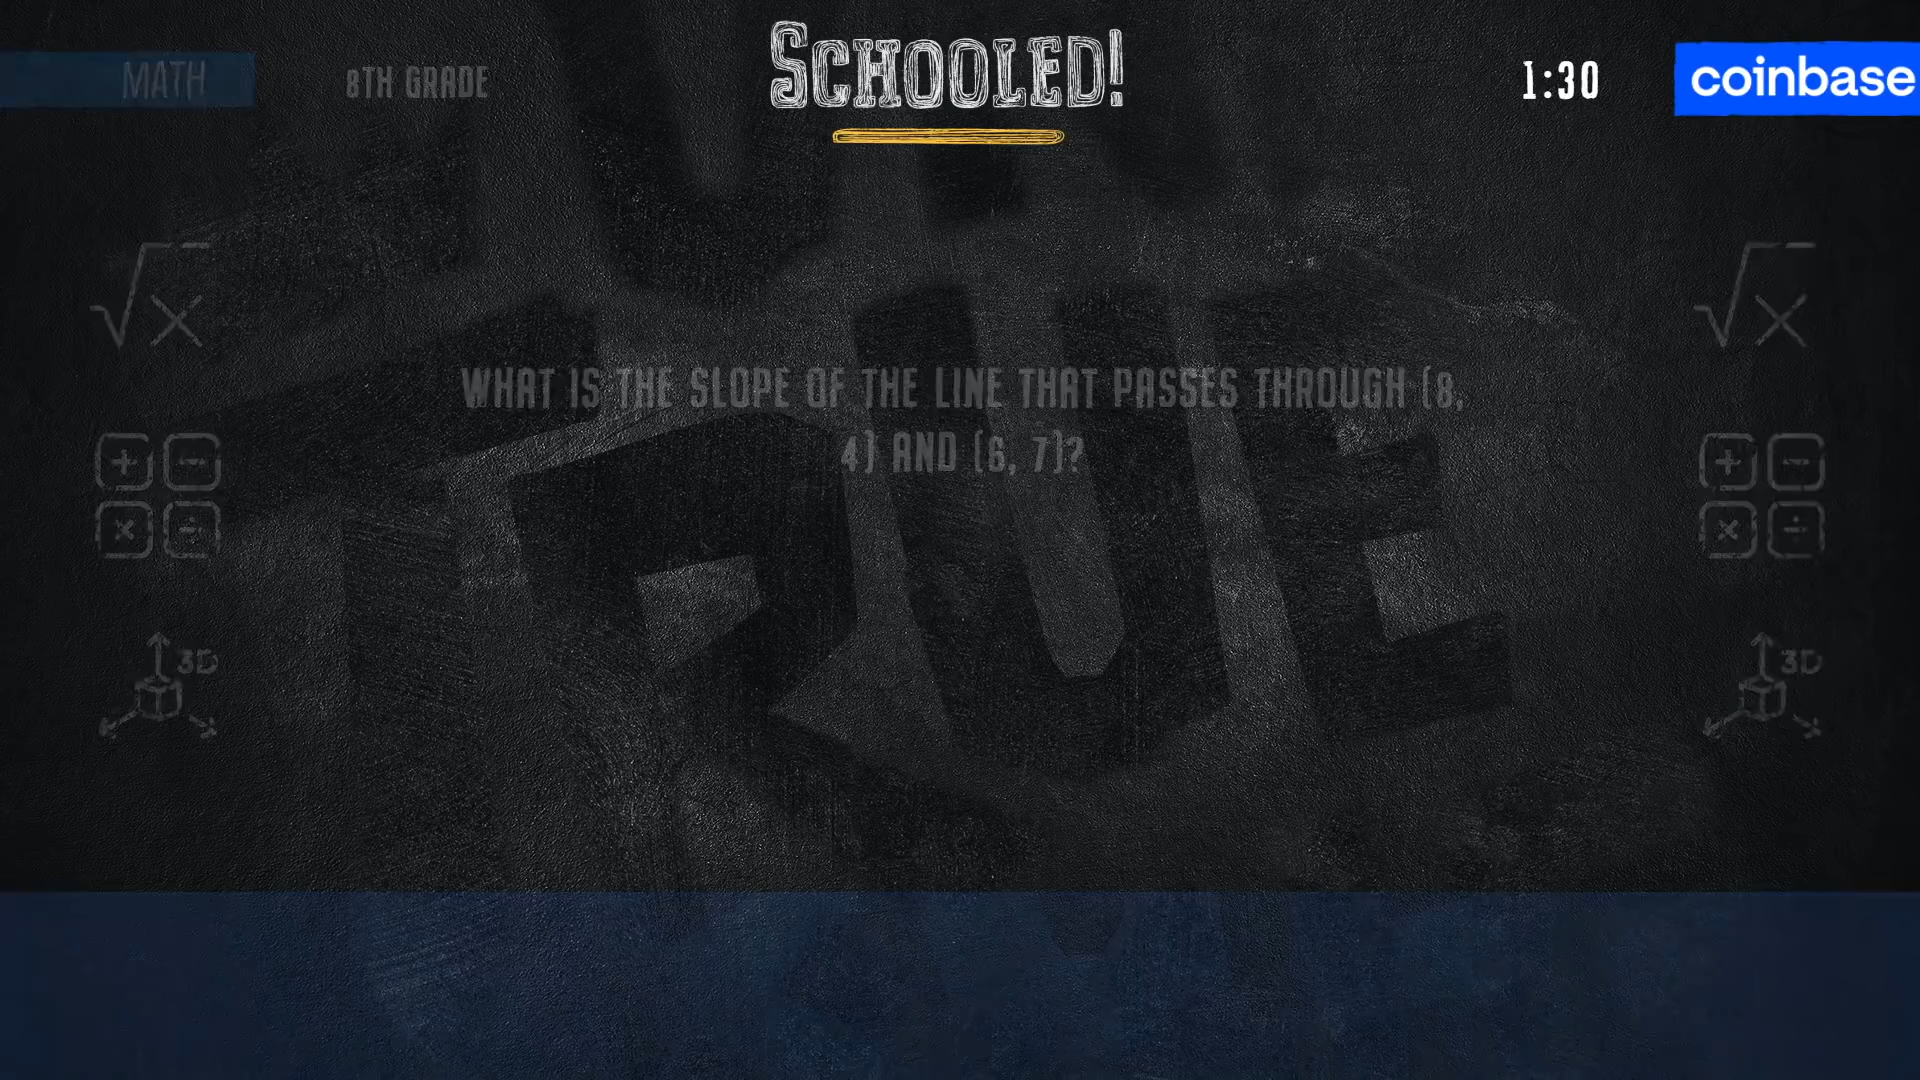 MATH
8TH GRADE
SCHOOLED!
1:30
coinbase
WHAT IS THE SLOPE OF THE LINE THAT PASSES THROUGH (8,
4) AND (6, 7)?
TRUE
√X
+ −
× ÷
3D
√X
+ −
× ÷
3D